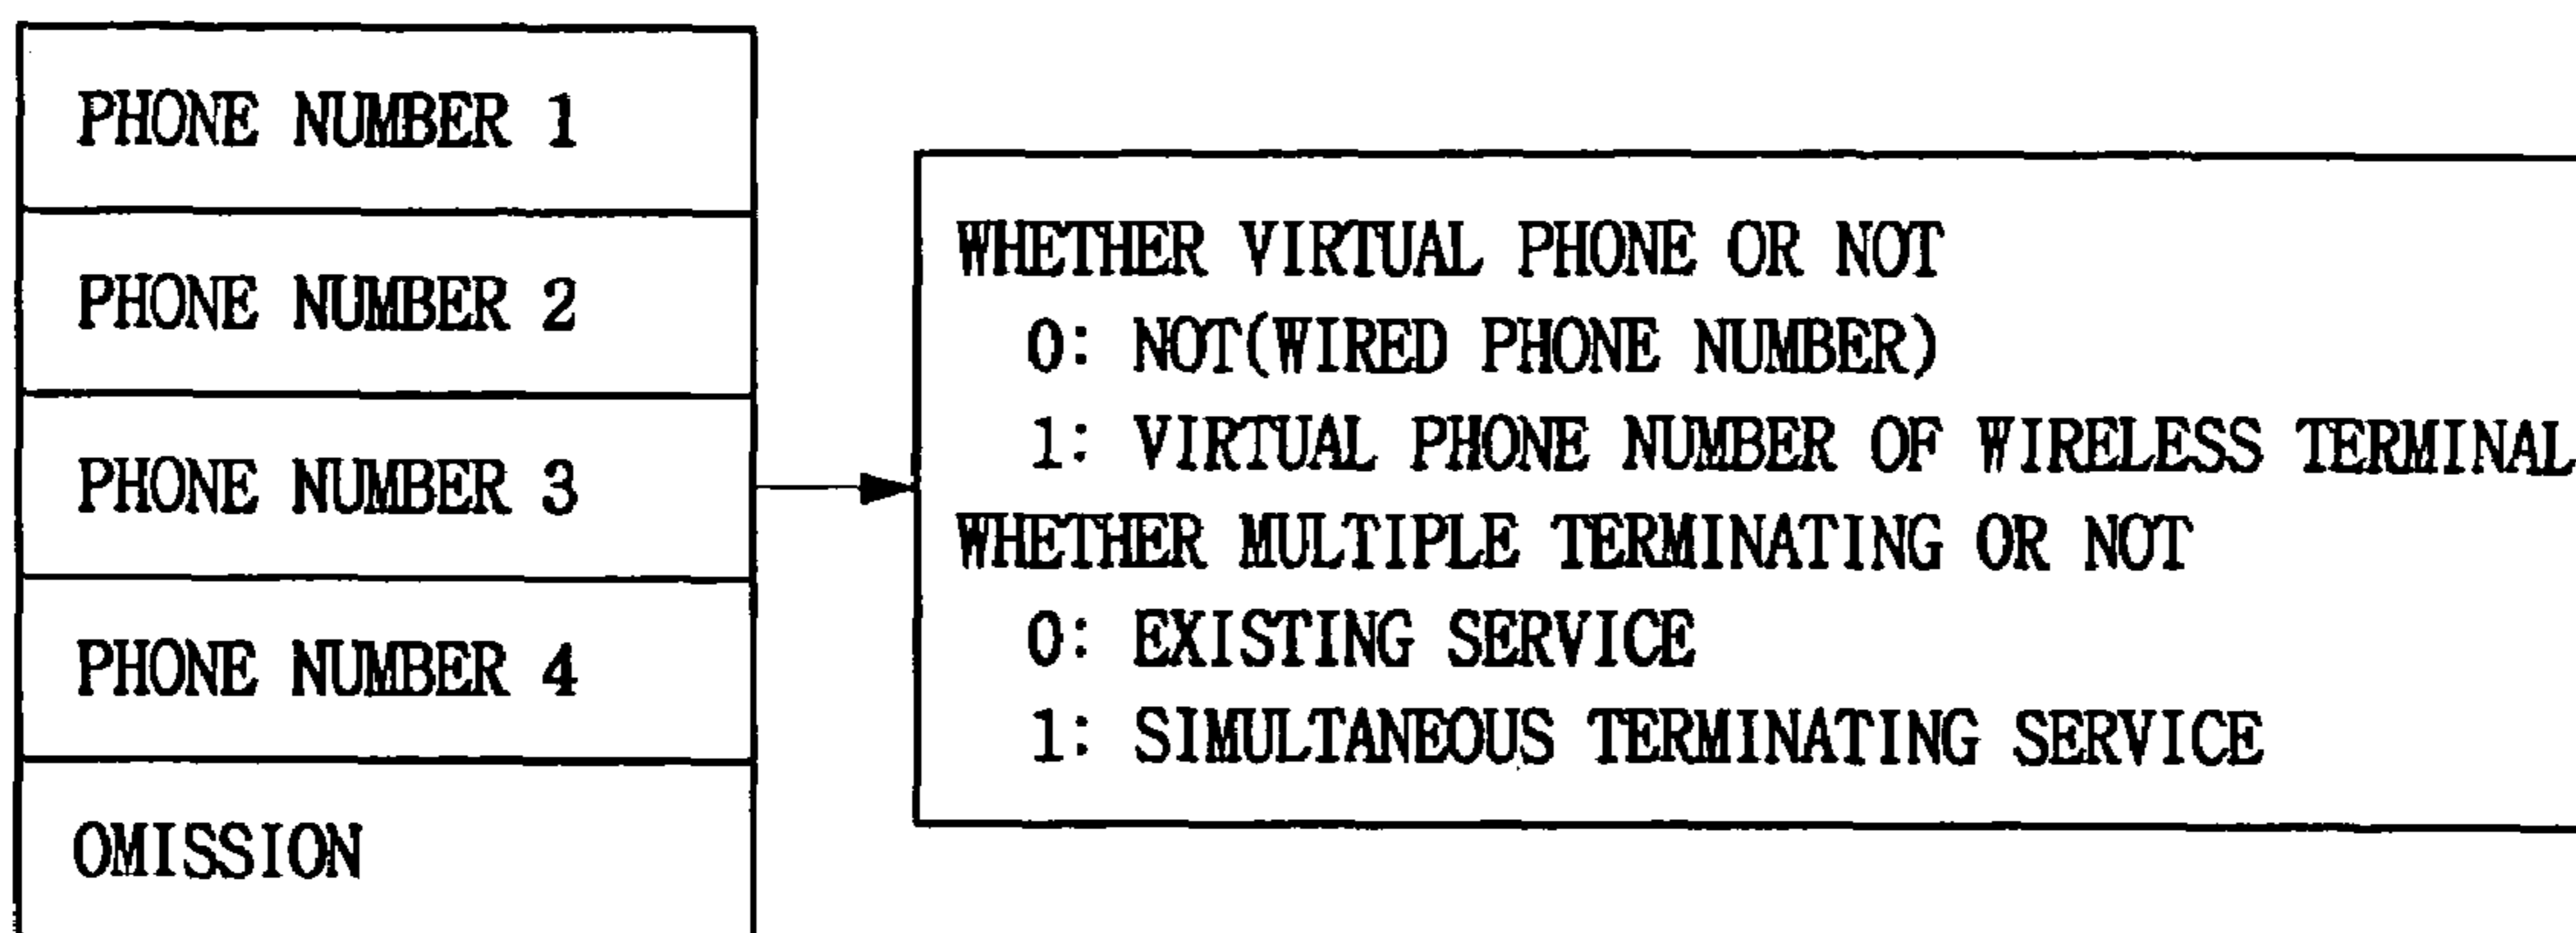 PHONE NUMBER 1
PHONE NUMBER 2
PHONE NUMBER 3
PHONE NUMBER 4
OMISSION
WHETHER VIRTUAL PHONE OR NOT
0: NOT(WIRED PHONE NUMBER)
1: VIRTUAL PHONE NUMBER OF WIRELESS TERMINAL
WHETHER MULTIPLE TERMINATING OR NOT
0: EXISTING SERVICE
1: SIMULTANEOUS TERMINATING SERVICE